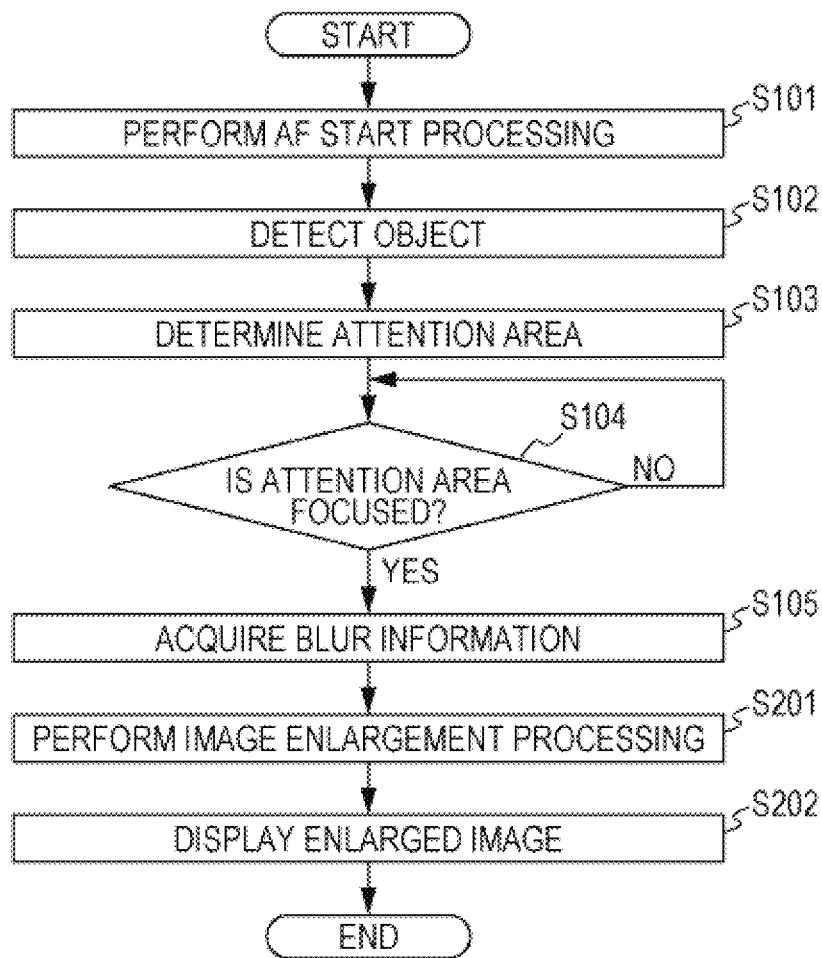 START
S101
PERFORM AF START PROCESSING
S102
DETECT OBJECT
S103
DETERMINE ATTENTION AREA
S104
IS ATTENTION AREA
FOCUSED?
NO
YES
S105
ACQUIRE BLUR INFORMATION
S201
PERFORM IMAGE ENLARGEMENT PROCESSING
S202
DISPLAY ENLARGED IMAGE
END